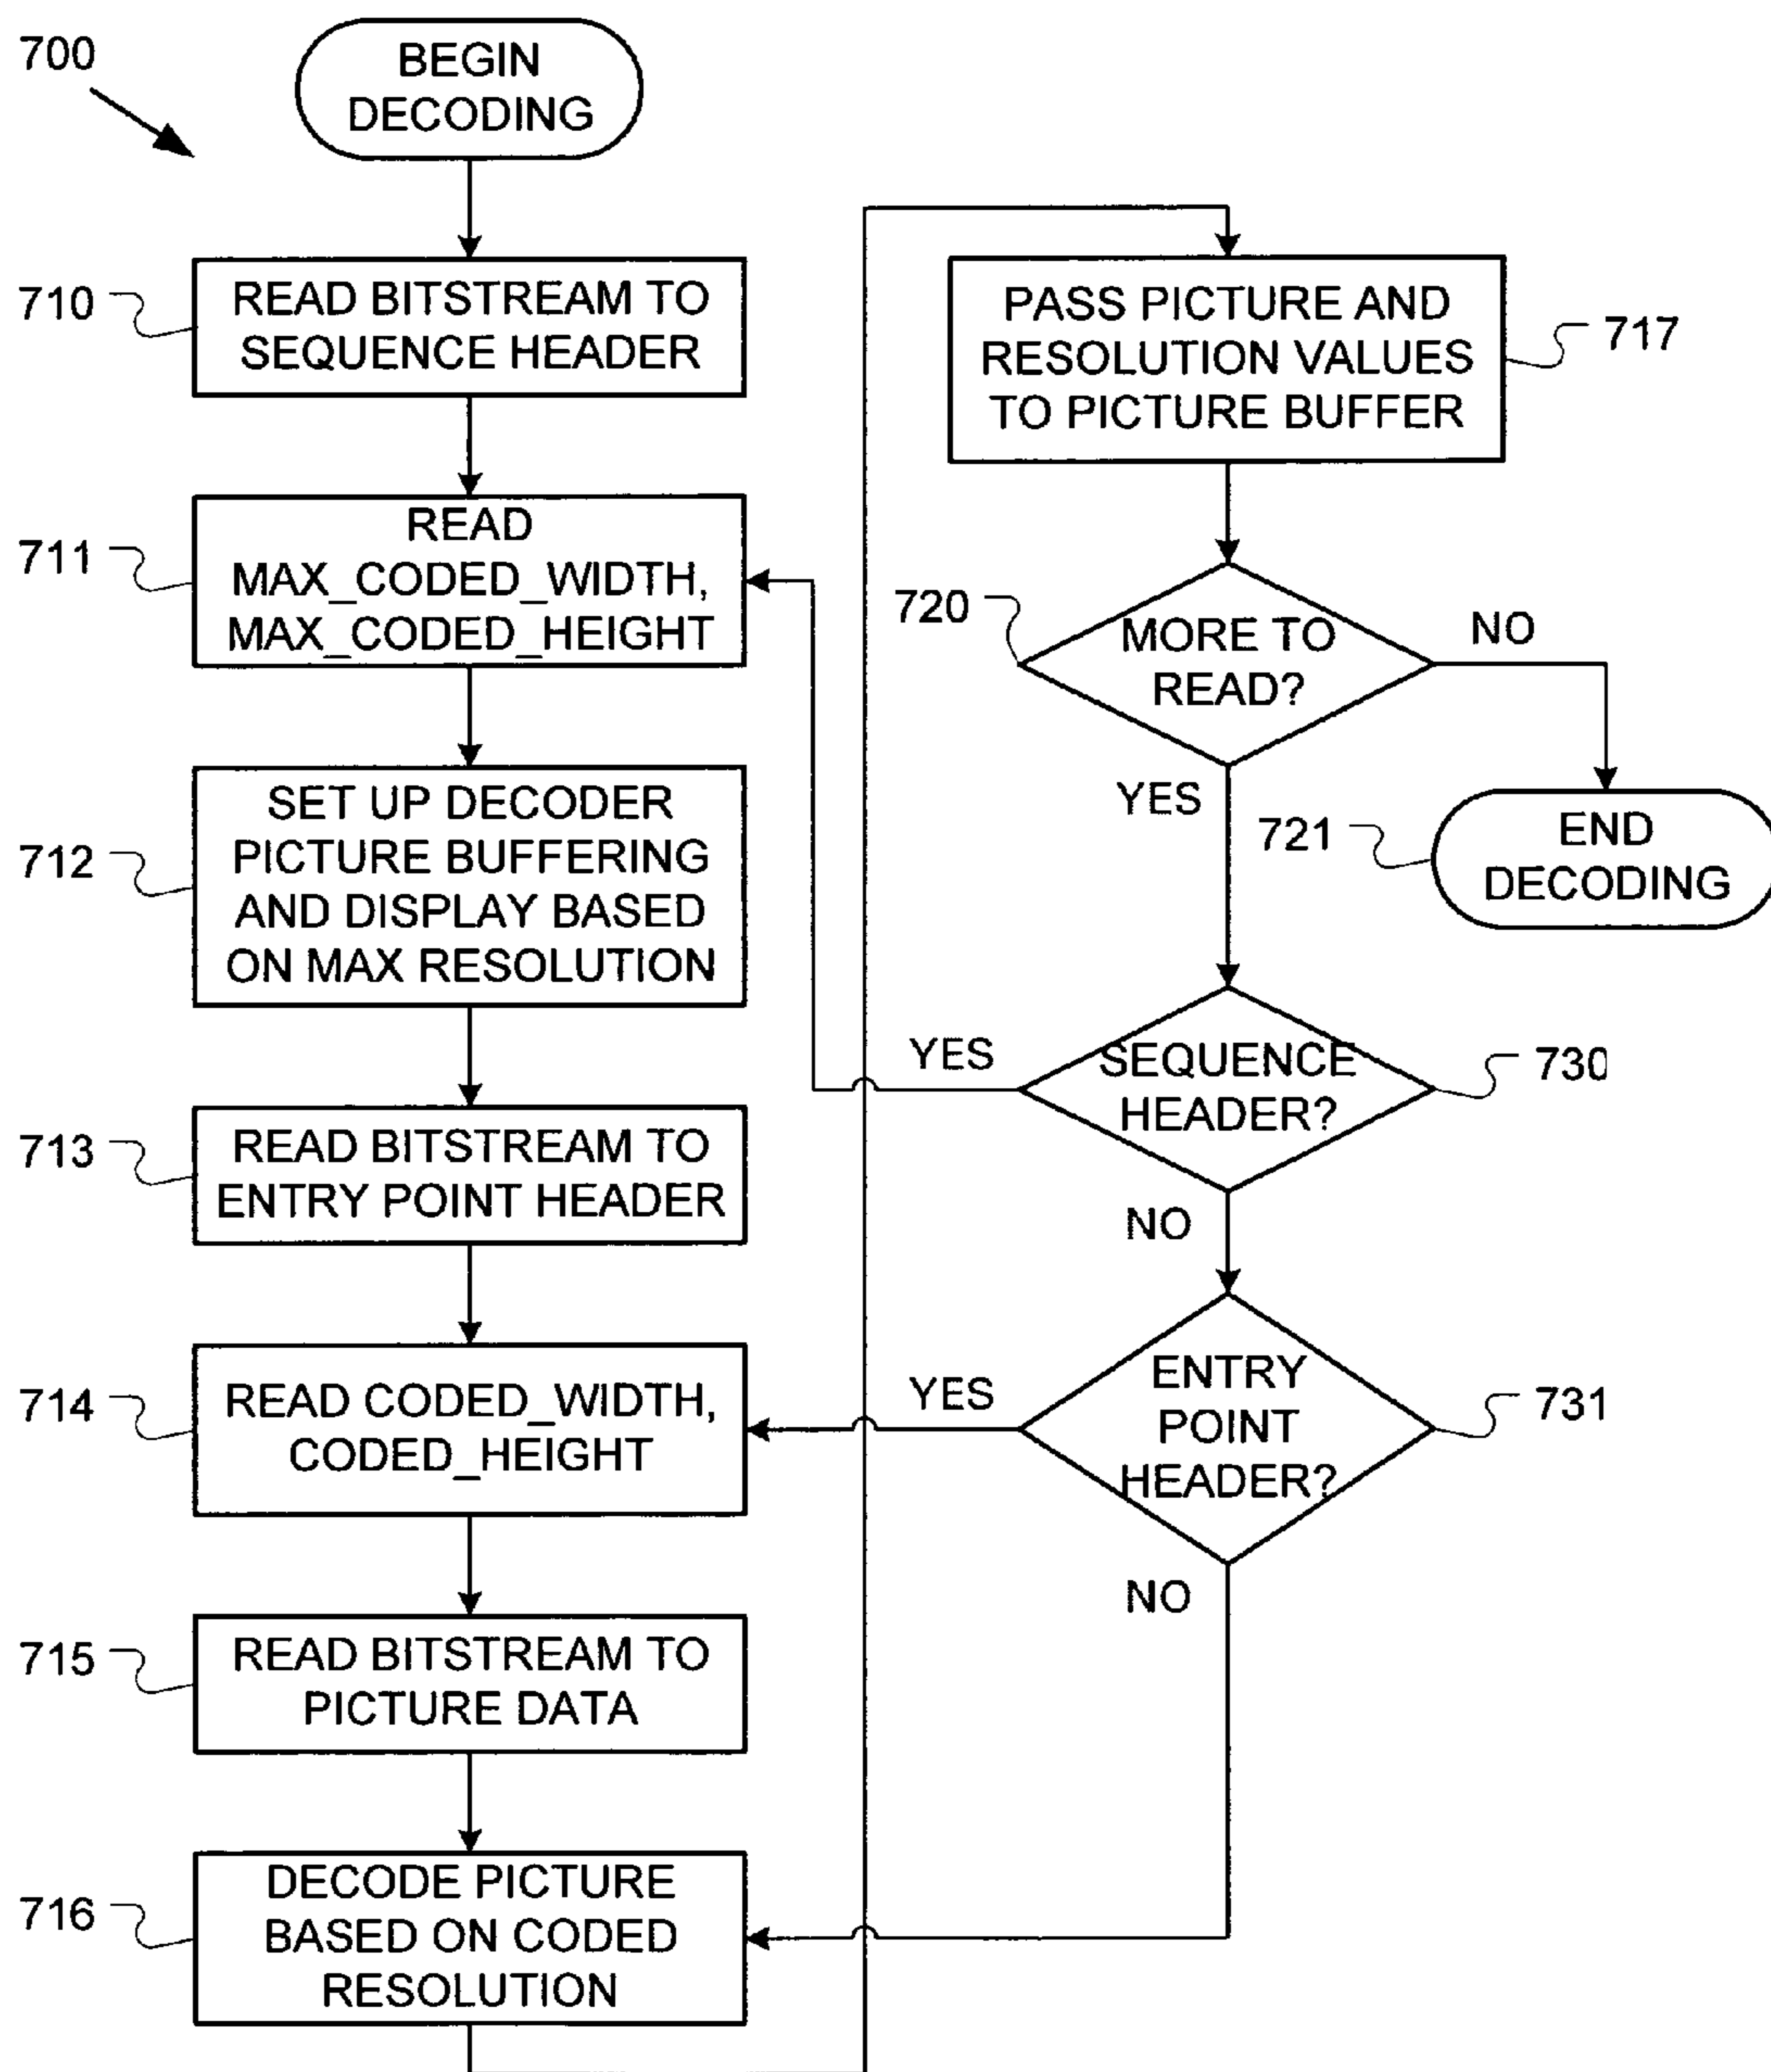 700
BEGIN
DECODING
710
READ BITSTREAM TO
SEQUENCE HEADER
711
READ
MAX_CODED_WIDTH,
MAX_CODED_HEIGHT
712
SET UP DECODER
PICTURE BUFFERING
AND DISPLAY BASED
ON MAX RESOLUTION
713
READ BITSTREAM TO
ENTRY POINT HEADER
714
READ CODED_WIDTH,
CODED_HEIGHT
715
READ BITSTREAM TO
PICTURE DATA
716
DECODE PICTURE
BASED ON CODED
RESOLUTION
PASS PICTURE AND
RESOLUTION VALUES
TO PICTURE BUFFER
717
720
MORE TO
READ?
NO
YES
721
END
DECODING
YES
SEQUENCE
HEADER?
730
NO
YES
ENTRY
POINT
HEADER?
731
NO